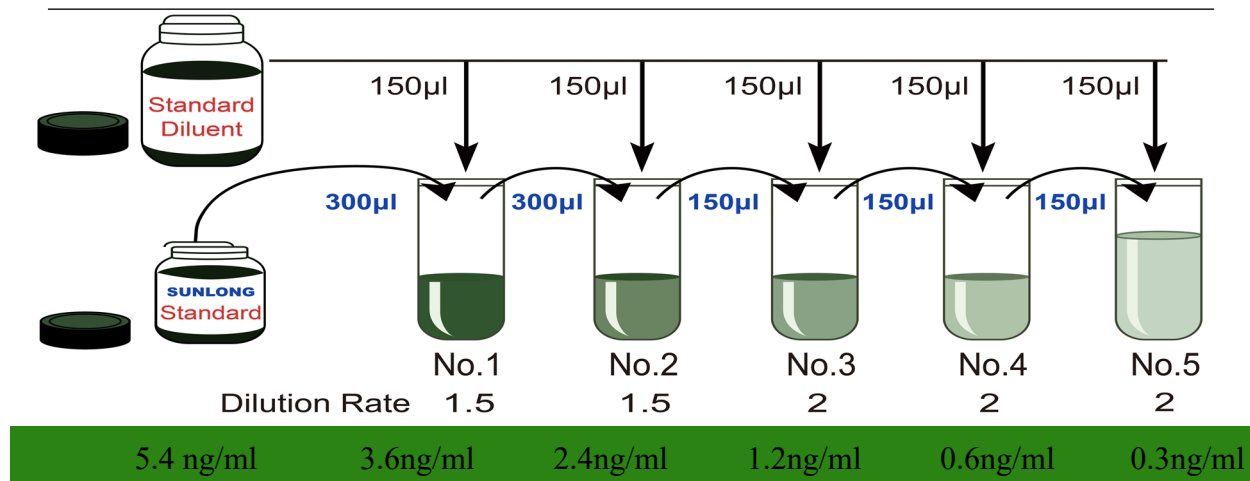 150µl 150µl 150µl 150µl 150µl
Standard
Diluent
300µl 300µl 150µl 150µl 150µl
SUNLONG
Standard
No.1 No.2 No.3 No.4 No.5
Dilution Rate 1.5 1.5 2 2 2
5.4 ng/ml 3.6ng/ml 2.4ng/ml 1.2ng/ml 0.6ng/ml 0.3ng/ml